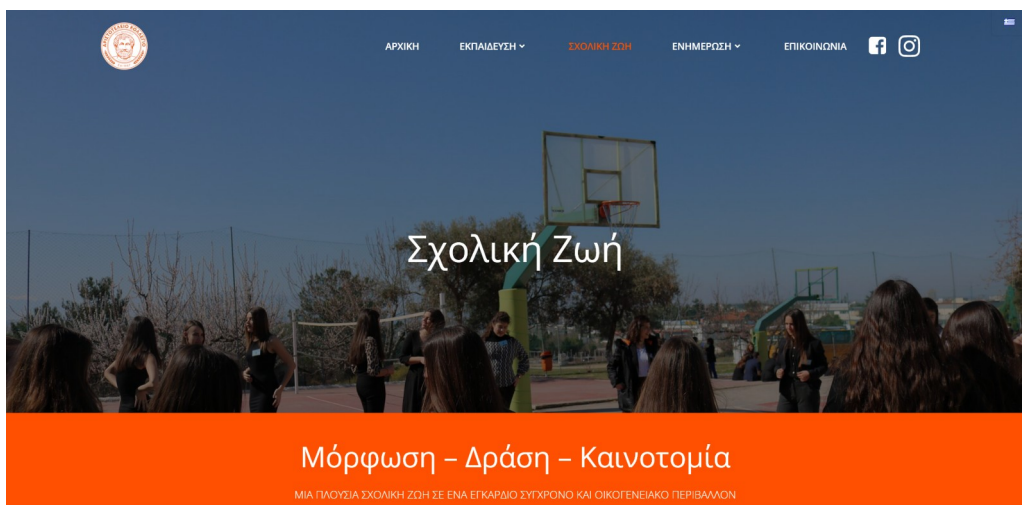 ΑΡΧΙΚΗ ΕΚΠΑΙΔΕΥΣΗ ΣΧΟΛΙΚΗ ΖΩΗ ΕΝΗΜΕΡΩΣΗ ΕΠΙΚΟΙΝΩΝΙΑ
Σχολική Ζωή
Μόρφωση – Δράση – Καινοτομία
ΜΙΑ ΠΛΟΥΣΙΑ ΣΧΟΛΙΚΗ ΖΩΗ ΣΕ ΕΝΑ ΕΓΚΑΡΔΙΟ ΣΥΓΧΡΟΝΟ ΚΑΙ ΟΙΚΟΓΕΝΕΙΑΚΟ ΠΕΡΙΒΑΛΛΟΝ